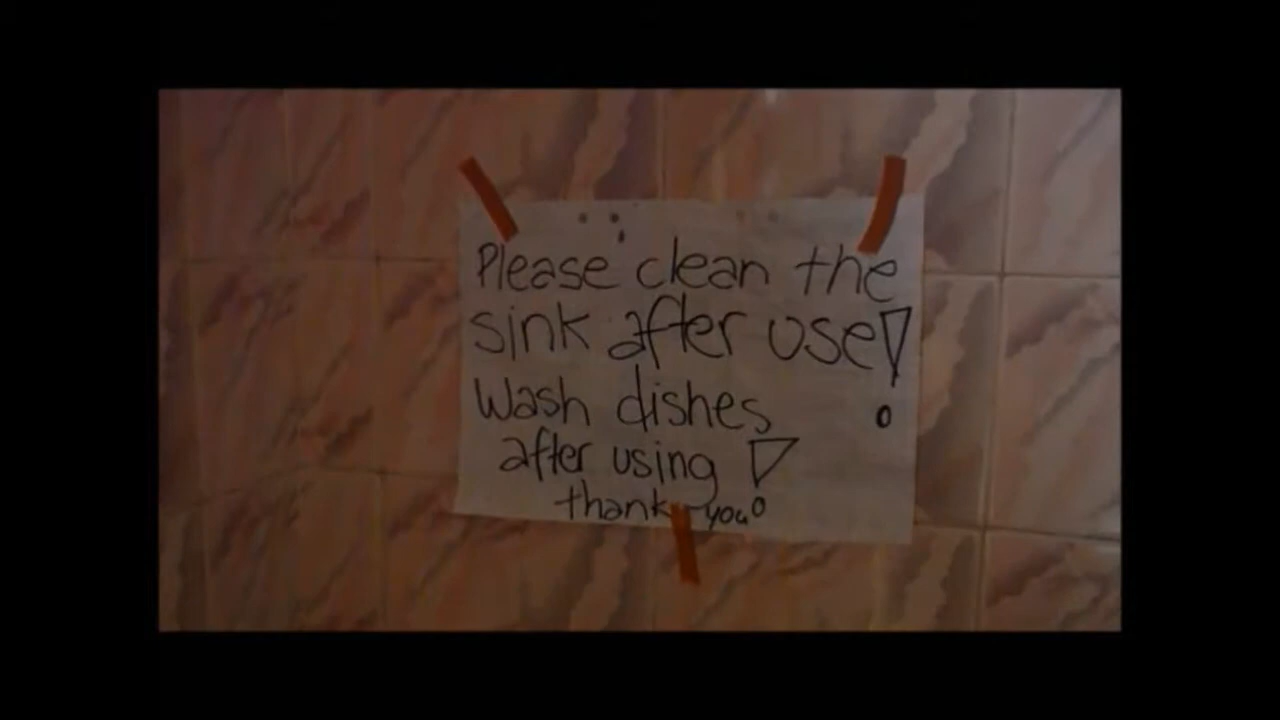 Please clean the
sink after use!
Wash dishes
after using!
thank you